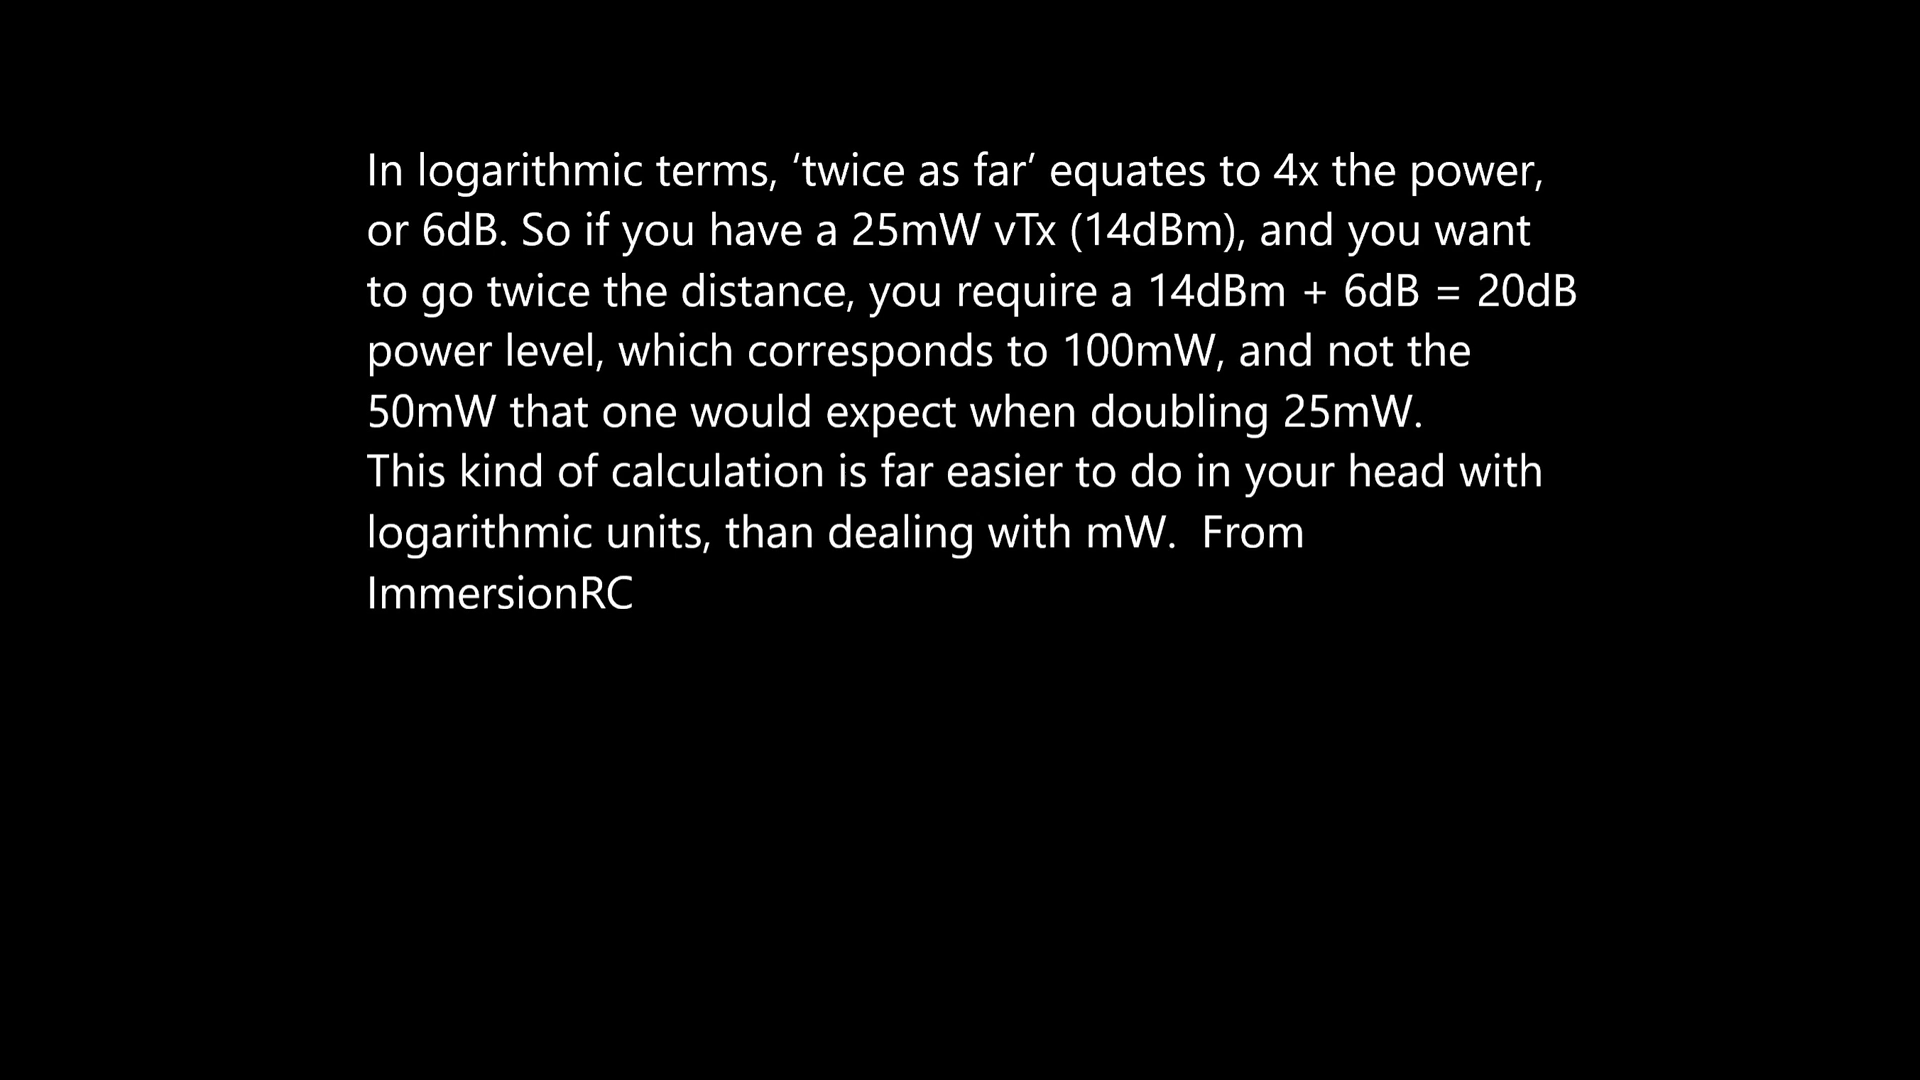 In logarithmic terms, ‘twice as far’ equates to 4x the power,
or 6dB. So if you have a 25mW vTx (14dBm), and you want
to go twice the distance, you require a 14dBm + 6dB = 20dB
power level, which corresponds to 100mW, and not the
50mW that one would expect when doubling 25mW.
This kind of calculation is far easier to do in your head with
logarithmic units, than dealing with mW.  From
ImmersionRC